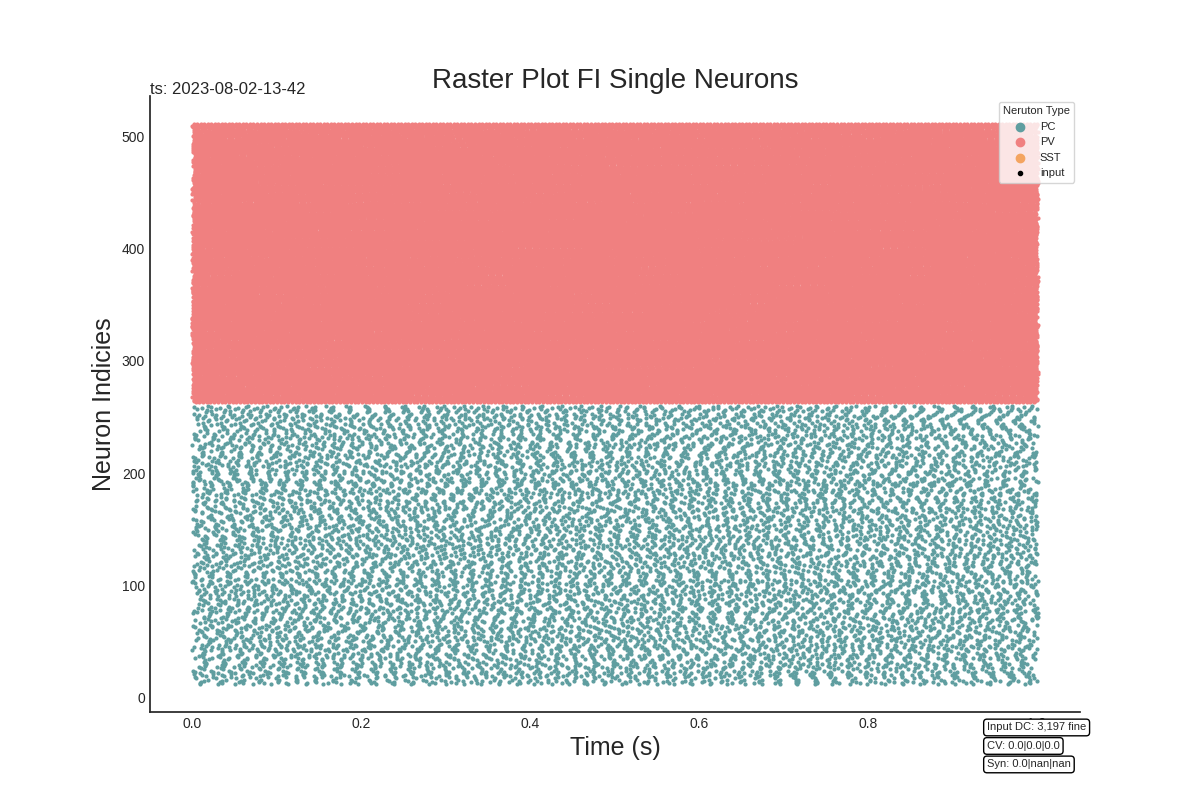 Raster Plot FI Single Neurons
ts: 2023-08-02-13-42
Neruton Type
PC
PV
SST
input
500
400
300
200
100
0
Neuron Indicies
0.0 0.2 0.4 0.6 0.8
Time (s)
Input DC: 3,197 fine
CV: 0.0|0.0|0.0
Syn: 0.0|nan|nan